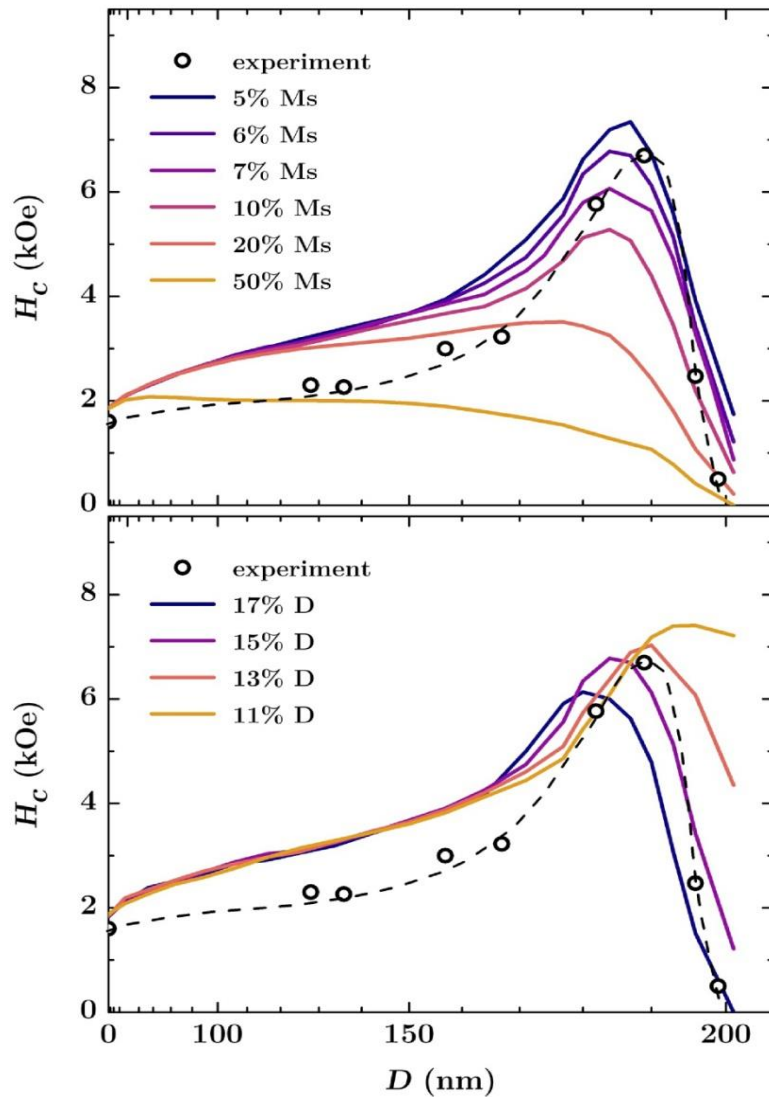 8
6
4
2
0
H_C (kOe)
experiment
5% Ms
6% Ms
7% Ms
10% Ms
20% Ms
50% Ms
8
6
4
2
0
H_C (kOe)
experiment
17% D
15% D
13% D
11% D
0 100 150 200
D (nm)